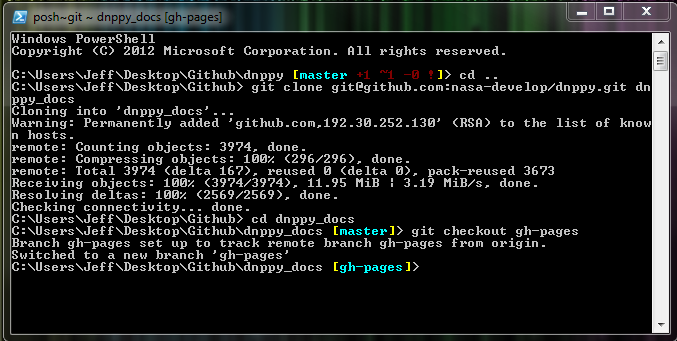 posh~git ~ dnppy_docs [gh-pages]
Windows PowerShell
Copyright (C) 2012 Microsoft Corporation. All rights reserved.
C:\Users\Jeff\Desktop\Github\dnppy [master +1 ~1 -0 !]> cd ..
C:\Users\Jeff\Desktop\Github> git clone git@github.com:nasa-develop/dnppy.git dn
ppy_docs
Cloning into 'dnppy_docs'...
Warning: Permanently added 'github.com,192.30.252.130' (RSA) to the list of know
n hosts.
remote: Counting objects: 3974, done.
remote: Compressing objects: 100% (296/296), done.
remote: Total 3974 (delta 167), reused 0 (delta 0), pack-reused 3673
Receiving objects: 100% (3974/3974), 11.95 MiB ¦ 3.19 MiB/s, done.
Resolving deltas: 100% (2569/2569), done.
Checking connectivity... done.
C:\Users\Jeff\Desktop\Github> cd dnppy_docs
C:\Users\Jeff\Desktop\Github\dnppy_docs [master]> git checkout gh-pages
Branch gh-pages set up to track remote branch gh-pages from origin.
Switched to a new branch 'gh-pages'
C:\Users\Jeff\Desktop\Github\dnppy_docs [gh-pages]>